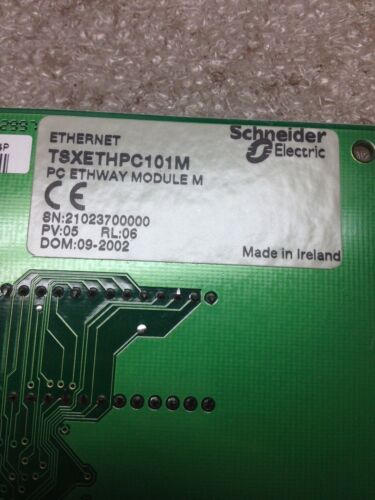 ETHERNET
Schneider
Electric
TSXETHPC101M
PC ETHWAY MODULE M
CE
SN:21023700000
PV:05 RL:06
DOM:09-2002
Made in Ireland